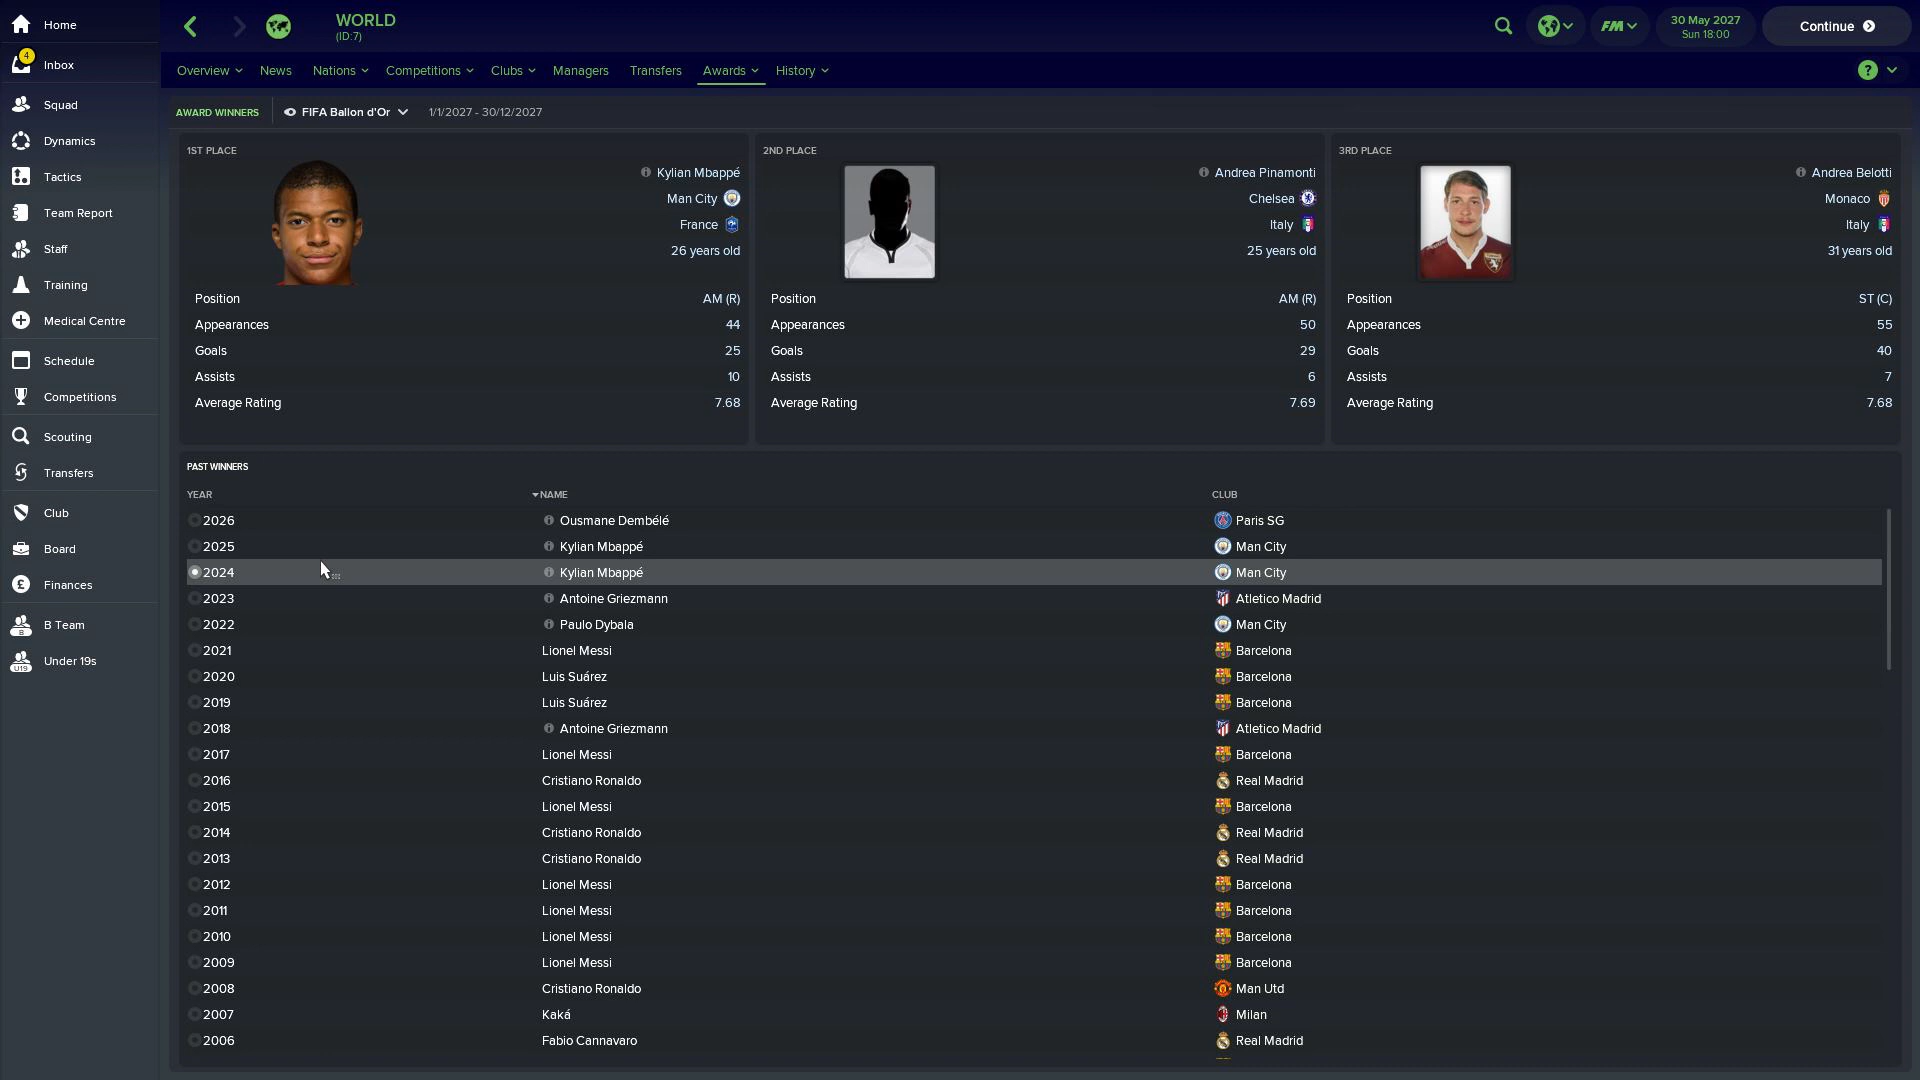 Home
4
Inbox
Squad
Dynamics
Tactics
Team Report
Staff
Training
Medical Centre
Schedule
Competitions
Scouting
Transfers
Club
Board
£ Finances
B
B Team
U19
Under 19s
WORLD
(ID:7)
FM
30 May 2027
Sun 18:00
Continue
Overview News Nations Competitions Clubs Managers Transfers Awards History ?
AWARD WINNERS FIFA Ballon d'Or 1/1/2027 - 30/12/2027
1ST PLACE
Kylian Mbappé
Man City
France
26 years old
Position AM (R)
Appearances 44
Goals 25
Assists 10
Average Rating 7.68
2ND PLACE
Andrea Pinamonti
Chelsea
Italy
25 years old
Position AM (R)
Appearances 50
Goals 29
Assists 6
Average Rating 7.69
3RD PLACE
Andrea Belotti
Monaco
Italy
31 years old
Position ST (C)
Appearances 55
Goals 40
Assists 7
Average Rating 7.68
PAST WINNERS
YEAR NAME CLUB
2026 Ousmane Dembélé Paris SG
2025 Kylian Mbappé Man City
2024 Kylian Mbappé Man City
2023 Antoine Griezmann Atletico Madrid
2022 Paulo Dybala Man City
2021 Lionel Messi Barcelona
2020 Luis Suárez Barcelona
2019 Luis Suárez Barcelona
2018 Antoine Griezmann Atletico Madrid
2017 Lionel Messi Barcelona
2016 Cristiano Ronaldo Real Madrid
2015 Lionel Messi Barcelona
2014 Cristiano Ronaldo Real Madrid
2013 Cristiano Ronaldo Real Madrid
2012 Lionel Messi Barcelona
2011 Lionel Messi Barcelona
2010 Lionel Messi Barcelona
2009 Lionel Messi Barcelona
2008 Cristiano Ronaldo Man Utd
2007 Kaká Milan
2006 Fabio Cannavaro Real Madrid